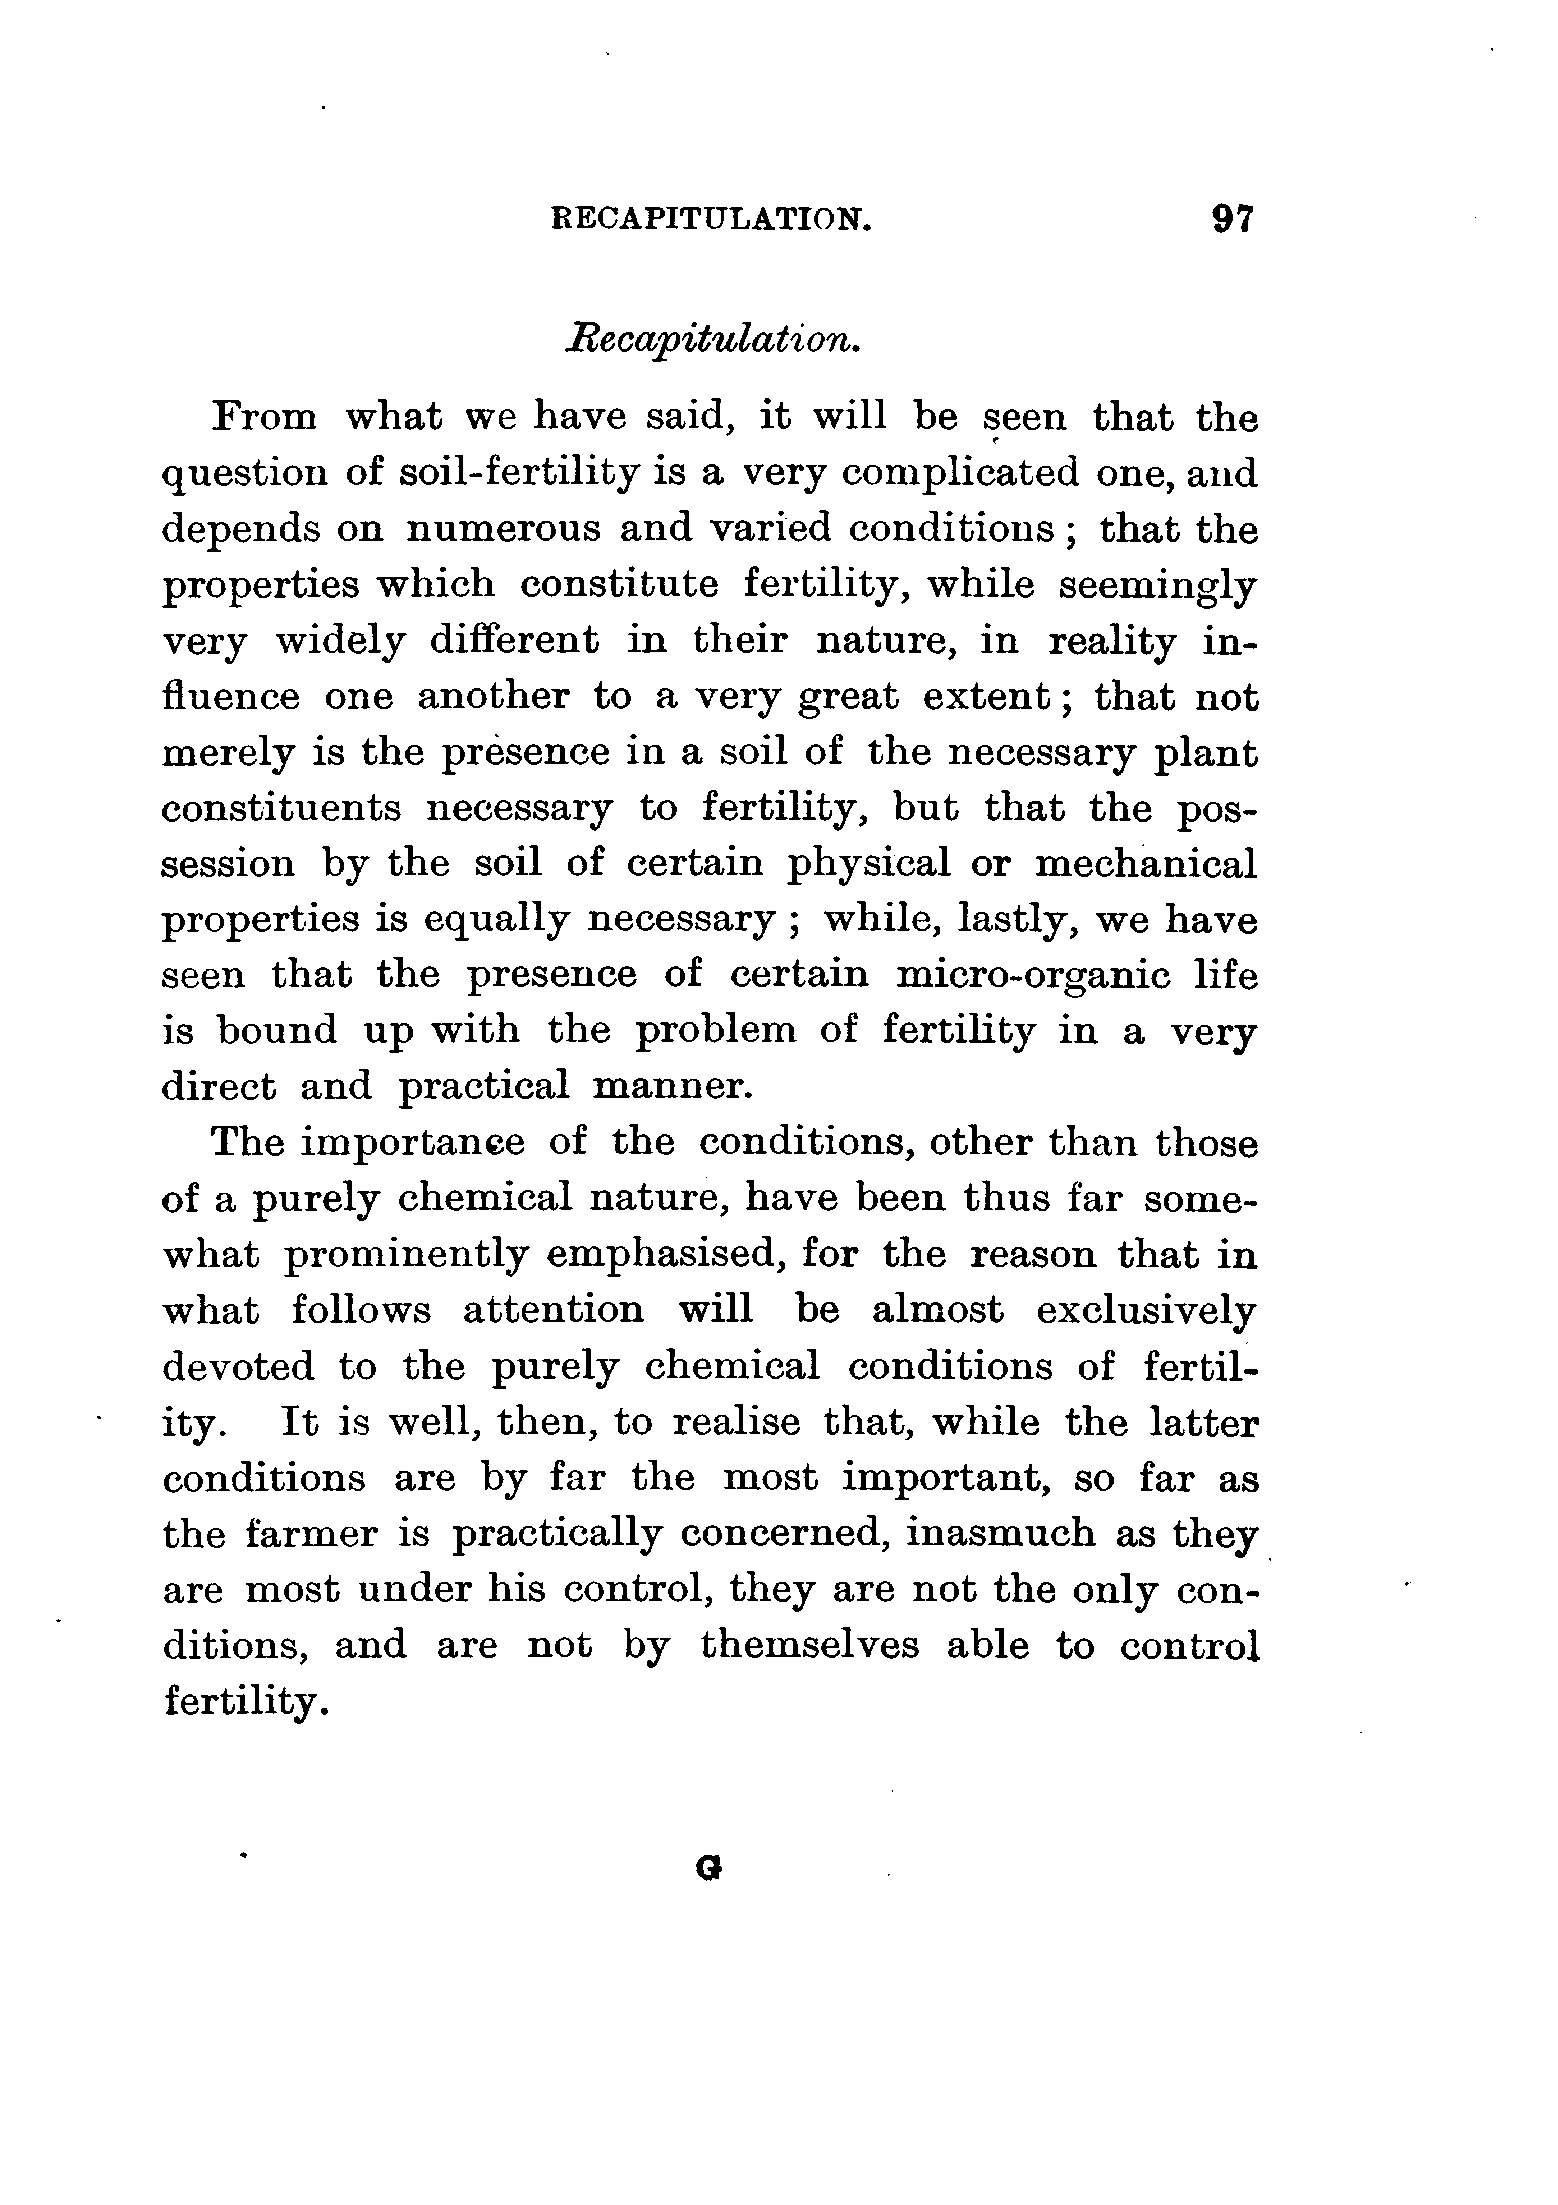 RECAPITULATION. 97
Recapitulation.
From what we have said, it will be seen that the
question of soil-fertility is a very complicated one, and
depends on numerous and varied conditions ; that the
properties which constitute fertility, while seemingly
very widely different in their nature, in reality in-
fluence one another to a very great extent ; that not
merely is the presence in a soil of the necessary plant
constituents necessary to fertility, but that the pos-
session by the soil of certain physical or mechanical
properties is equally necessary ; while, lastly, we have
seen that the presence of certain micro-organic life
is bound up with the problem of fertility in a very
direct and practical manner.
The importance of the conditions, other than those
of a purely chemical nature, have been thus far some-
what prominently emphasised, for the reason that in
what follows attention will be almost exclusively
devoted to the purely chemical conditions of fertil-
ity. It is well, then, to realise that, while the latter
conditions are by far the most important, so far as
the farmer is practically concerned, inasmuch as they
are most under his control, they are not the only con-
ditions, and are not by themselves able to control
fertility.
G